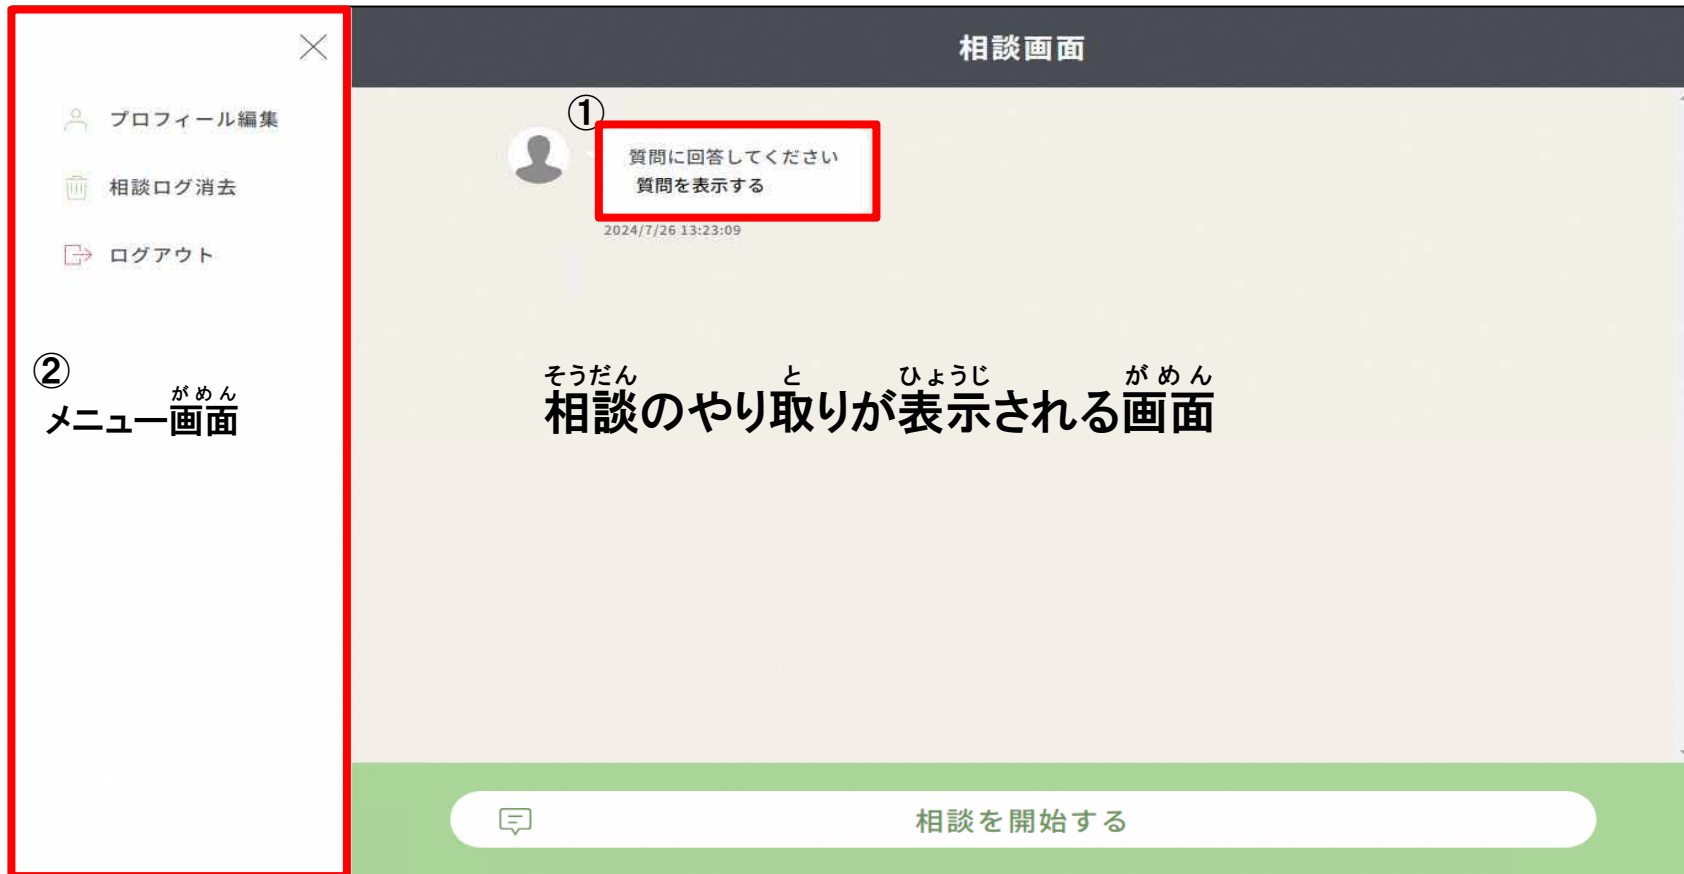 相談画面
プロフィール編集
相談ログ消去
ログアウト
②
がめん
メニュー画面
①
質問に回答してください
質問を表示する
2024/7/26 13:23:09
そうだん と ひょうじ がめん
相談のやり取りが表示される画面
相談を開始する